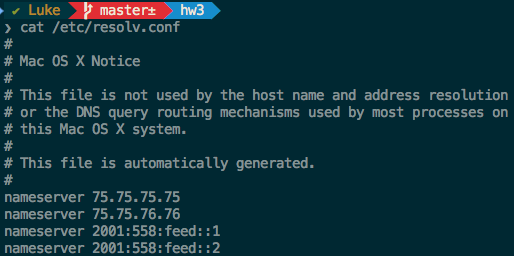 ✔ Luke master± hw3
❯ cat /etc/resolv.conf
#
# Mac OS X Notice
#
# This file is not used by the host name and address resolution
# or the DNS query routing mechanisms used by most processes on
# this Mac OS X system.
#
# This file is automatically generated.
#
nameserver 75.75.75.75
nameserver 75.75.76.76
nameserver 2001:558:feed::1
nameserver 2001:558:feed::2